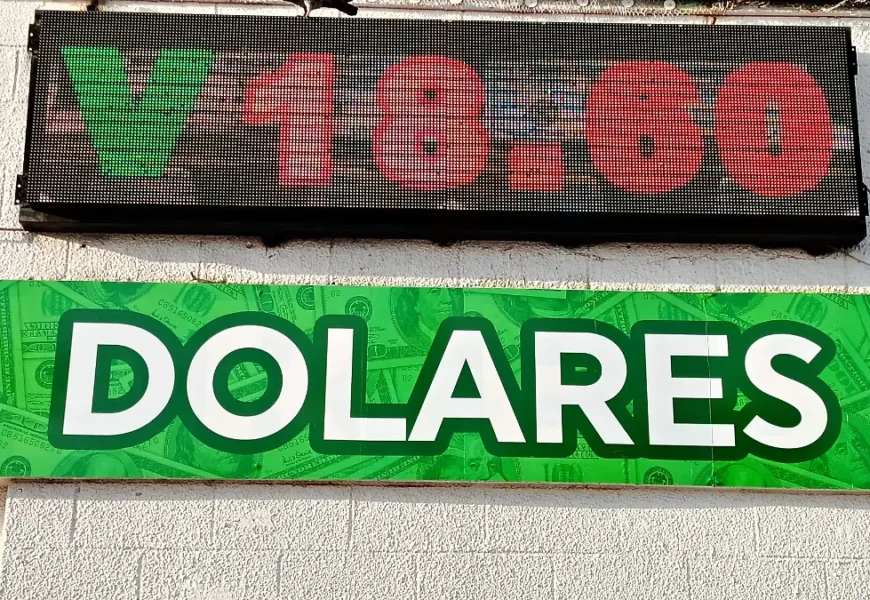 V 18.60
DOLARES